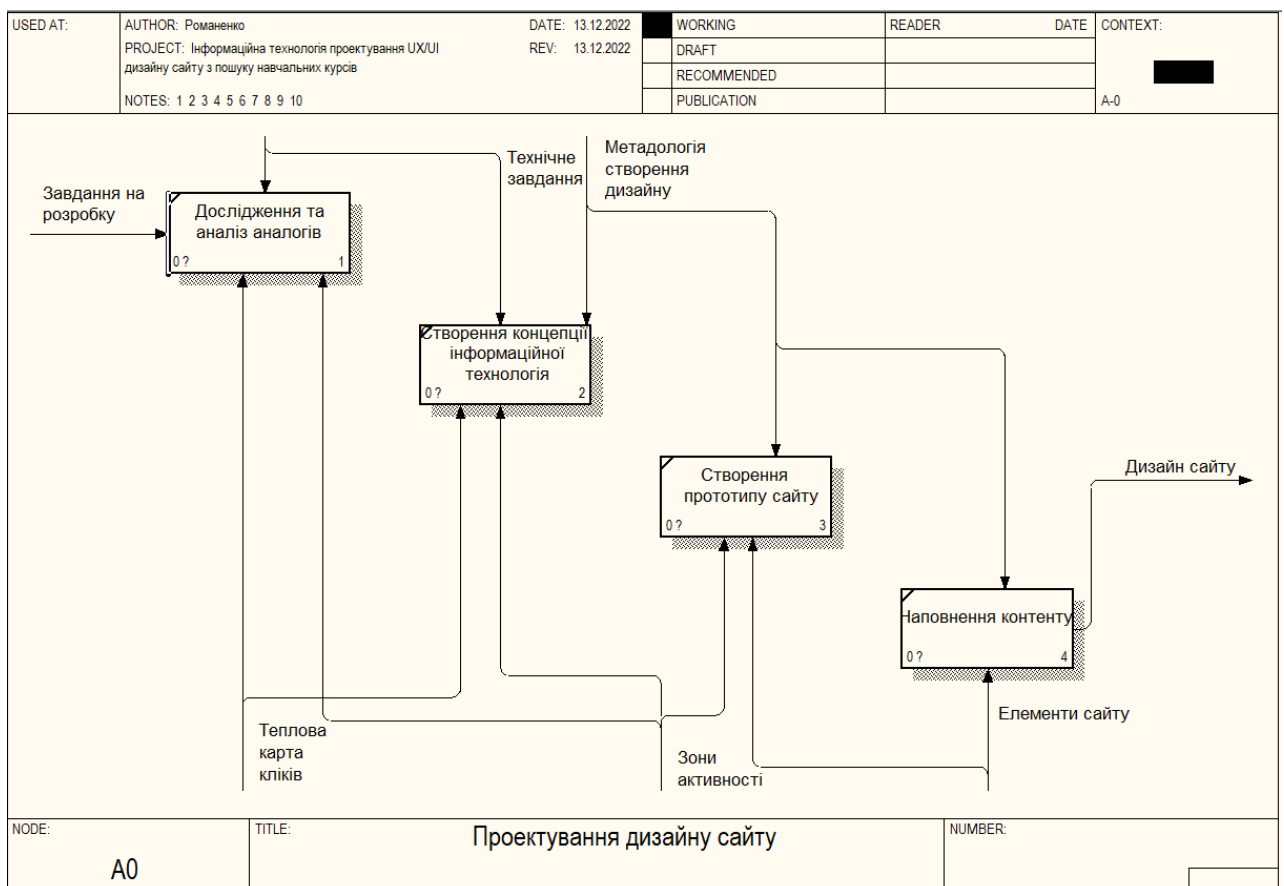 USED AT:
AUTHOR: Романенко
DATE: 13.12.2022
PROJECT: Інформаційна технологія проектування UX/UI
REV: 13.12.2022
дизайну сайту з пошуку навчальних курсів
NOTES: 1 2 3 4 5 6 7 8 9 10
WORKING
DRAFT
RECOMMENDED
PUBLICATION
READER
DATE
CONTEXT:
A-0
Технічне
завдання
Метадологія
створення
дизайну
Завдання на
розробку
Дослідження та
аналіз аналогів
0 ?
1
Створення концепції
інформаційної
технологія
0 ?
2
Створення
прототипу сайту
0 ?
3
Дизайн сайту
Наповнення контенту
0 ?
4
Елементи сайту
Теплова
карта
кліків
Зони
активності
NODE:
A0
TITLE:
Проектування дизайну сайту
NUMBER: